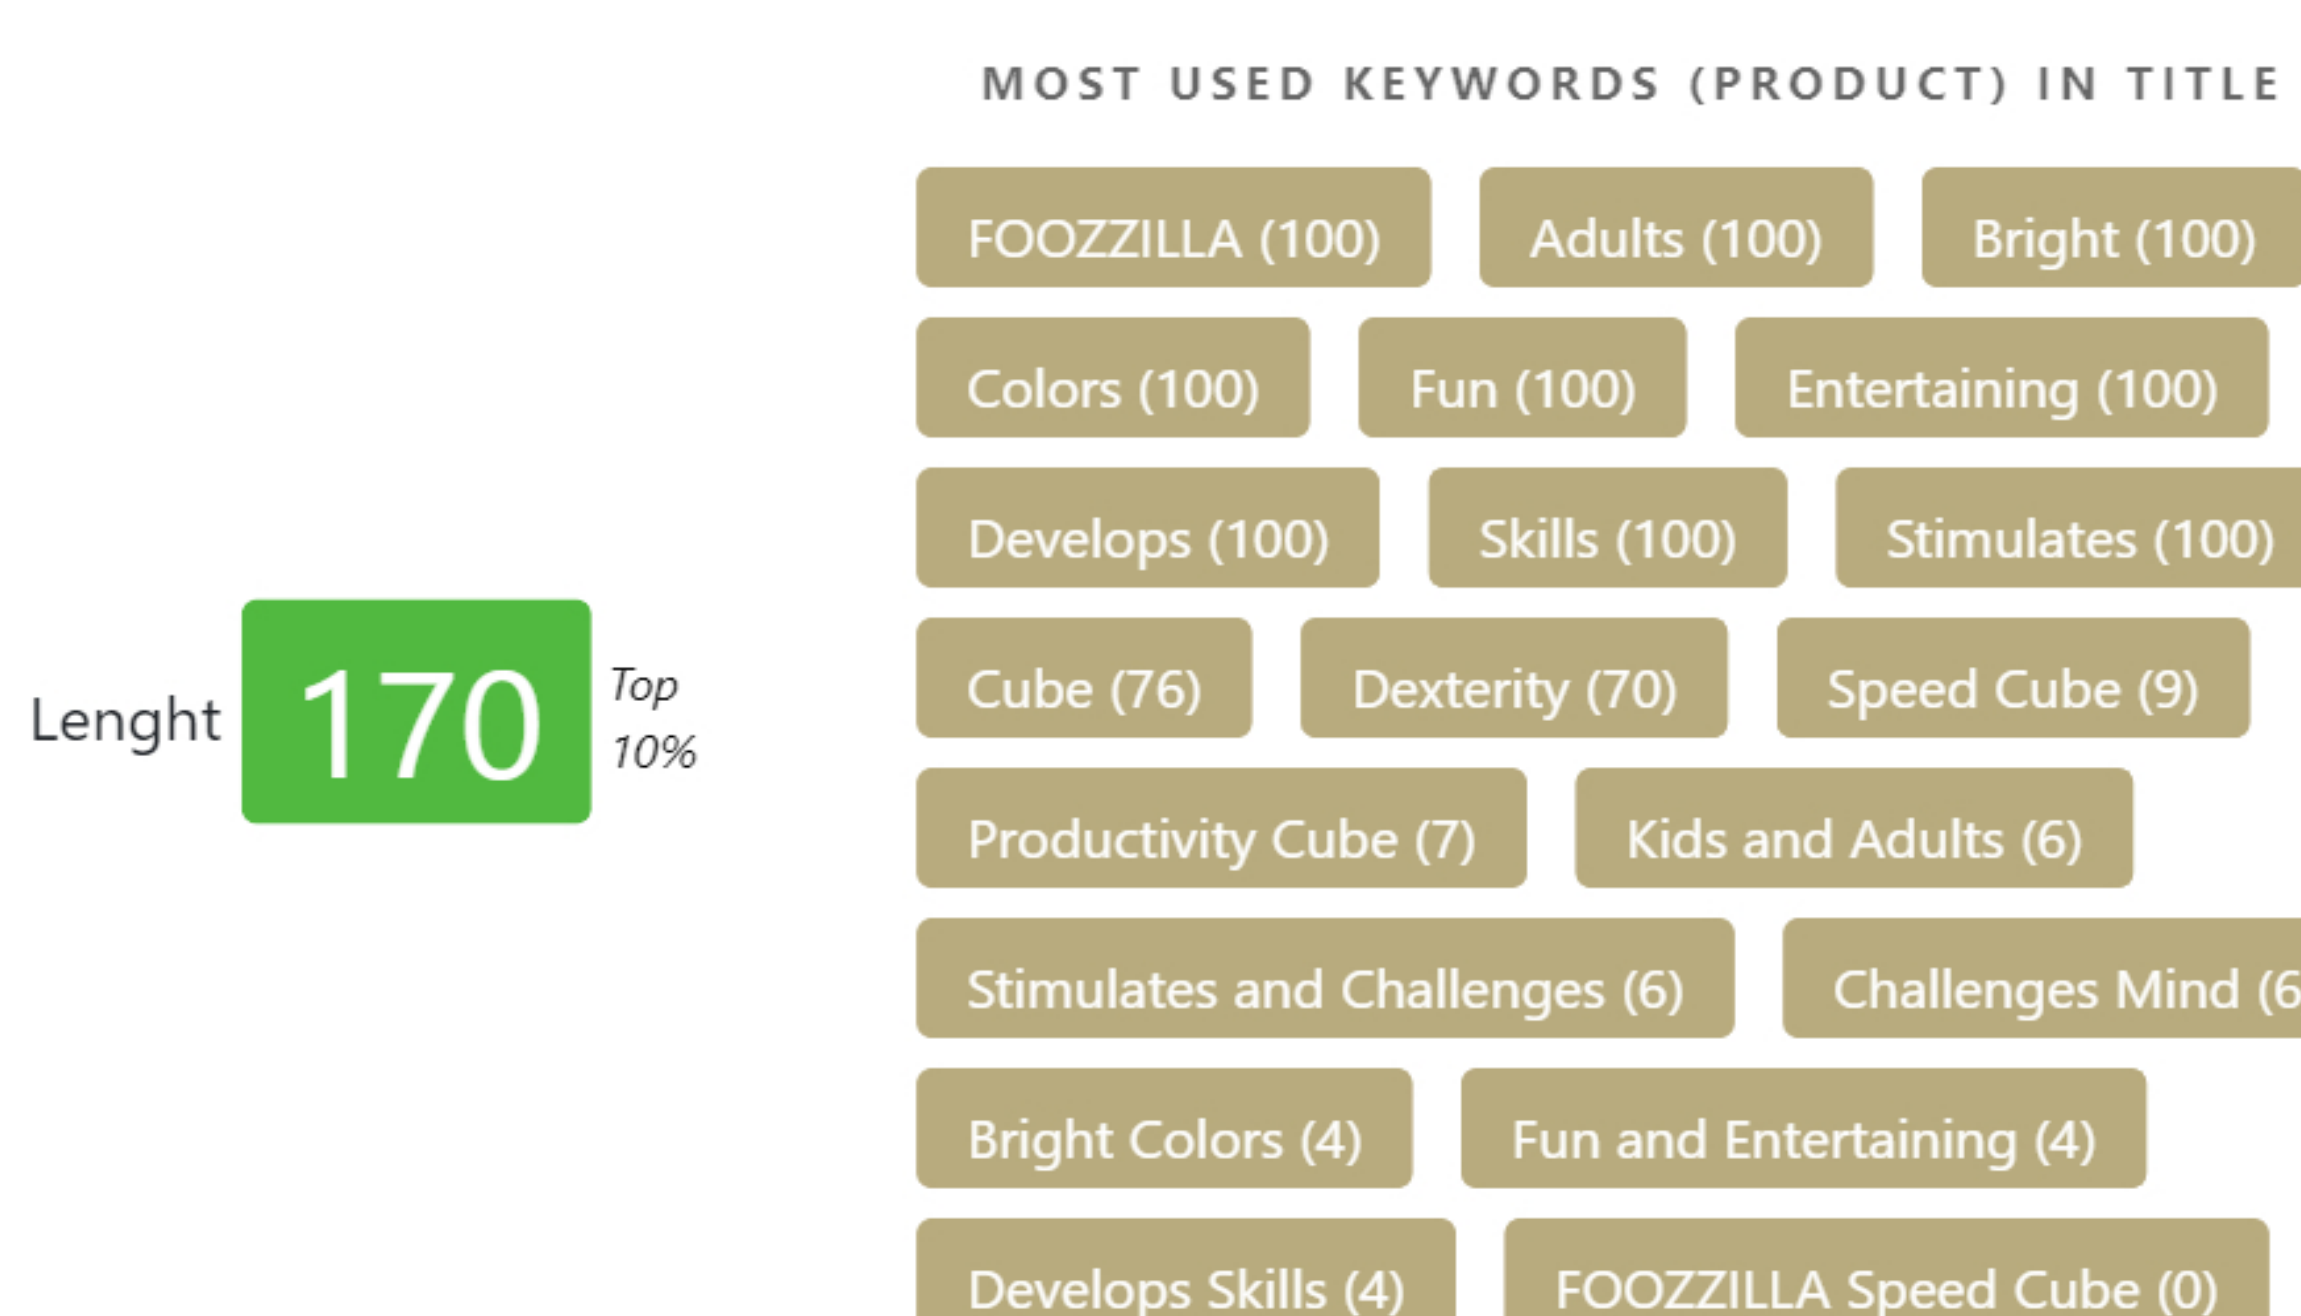 MOST USED KEYWORDS (PRODUCT) IN TITLE
FOOZZILLA (100) Adults (100) Bright (100)
Colors (100) Fun (100) Entertaining (100)
Develops (100) Skills (100) Stimulates (100)
Lenght 170 Top 10%
Cube (76) Dexterity (70) Speed Cube (9)
Productivity Cube (7) Kids and Adults (6)
Stimulates and Challenges (6) Challenges Mind (6
Bright Colors (4) Fun and Entertaining (4)
Develops Skills (4) FOOZZILLA Speed Cube (0)